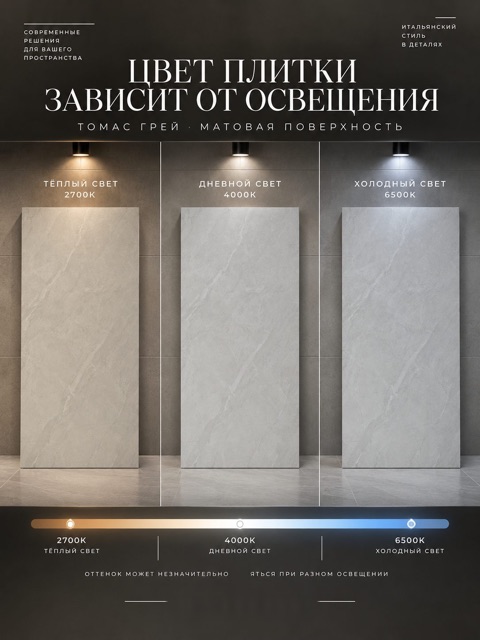 СОВРЕМЕННЫЕ
РЕШЕНИЯ
ДЛЯ ВАШЕГО
ПРОСТРАНСТВА
ИТАЛЬЯНСКИЙ
СТИЛЬ
В ДЕТАЛЯХ
ЦВЕТ ПЛИТКИ
ЗАВИСИТ ОТ ОСВЕЩЕНИЯ
ТОМАС ГРЕЙ · МАТОВАЯ ПОВЕРХНОСТЬ
ТЁПЛЫЙ СВЕТ
2700K
ДНЕВНОЙ СВЕТ
4000K
ХОЛОДНЫЙ СВЕТ
6500K
2700K
ТЁПЛЫЙ СВЕТ
4000K
ДНЕВНОЙ СВЕТ
6500K
ХОЛОДНЫЙ СВЕТ
ОТТЕНОК МОЖЕТ НЕЗНАЧИТЕЛЬНО ЯТЬСЯ ПРИ РАЗНОМ ОСВЕЩЕНИИ